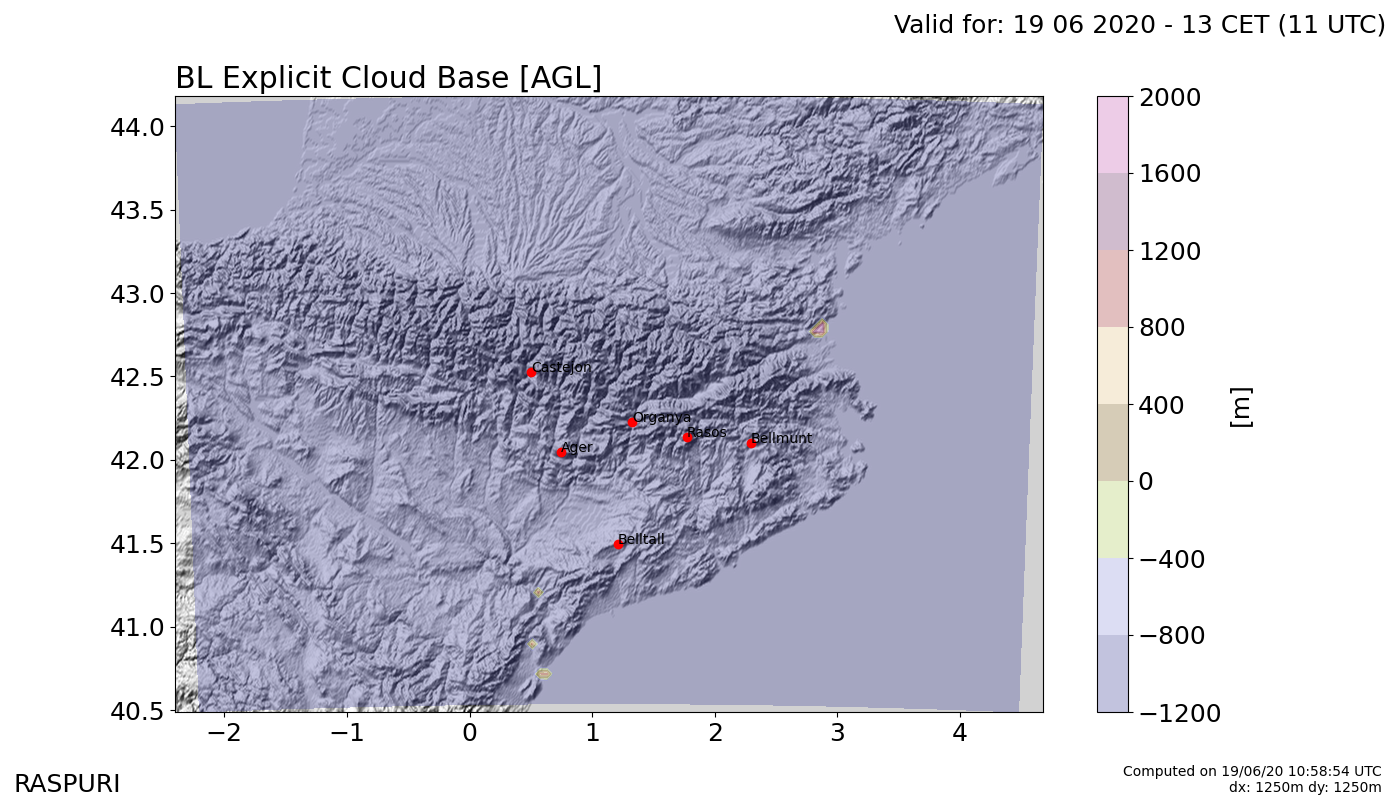 Valid for: 19 06 2020 - 13 CET (11 UTC)
BL Explicit Cloud Base [AGL]
44.0
43.5
43.0
42.5
42.0
41.5
41.0
40.5
−2
−1
0
1
2
3
4
Castejon
Organya
Rasos
Bellmunt
Ager
Belltall
2000
1600
1200
800
400
0
−400
−800
−1200
[m]
RASPURI
Computed on 19/06/20 10:58:54 UTC
dx: 1250m dy: 1250m